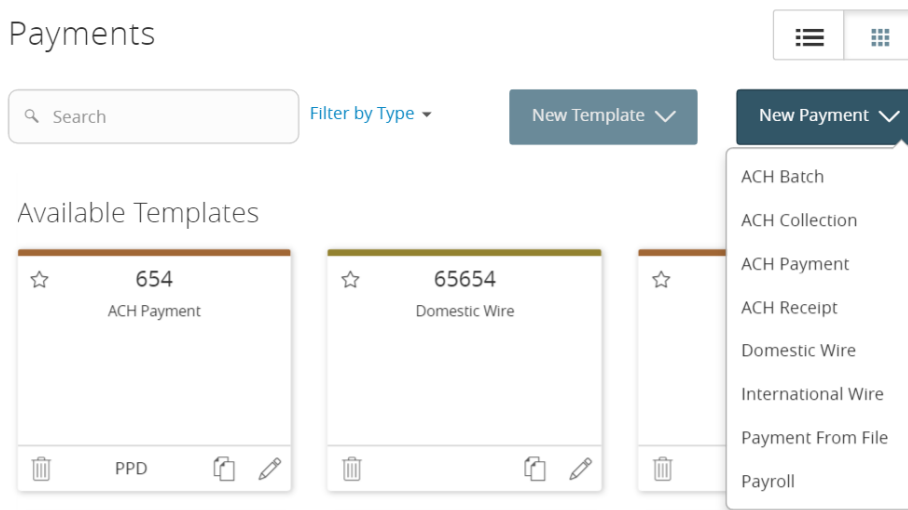 Payments
Search
Filter by Type
New Template
New Payment
ACH Batch
ACH Collection
ACH Payment
ACH Receipt
Domestic Wire
International Wire
Payment From File
Payroll
Available Templates
654
ACH Payment
PPD
65654
Domestic Wire